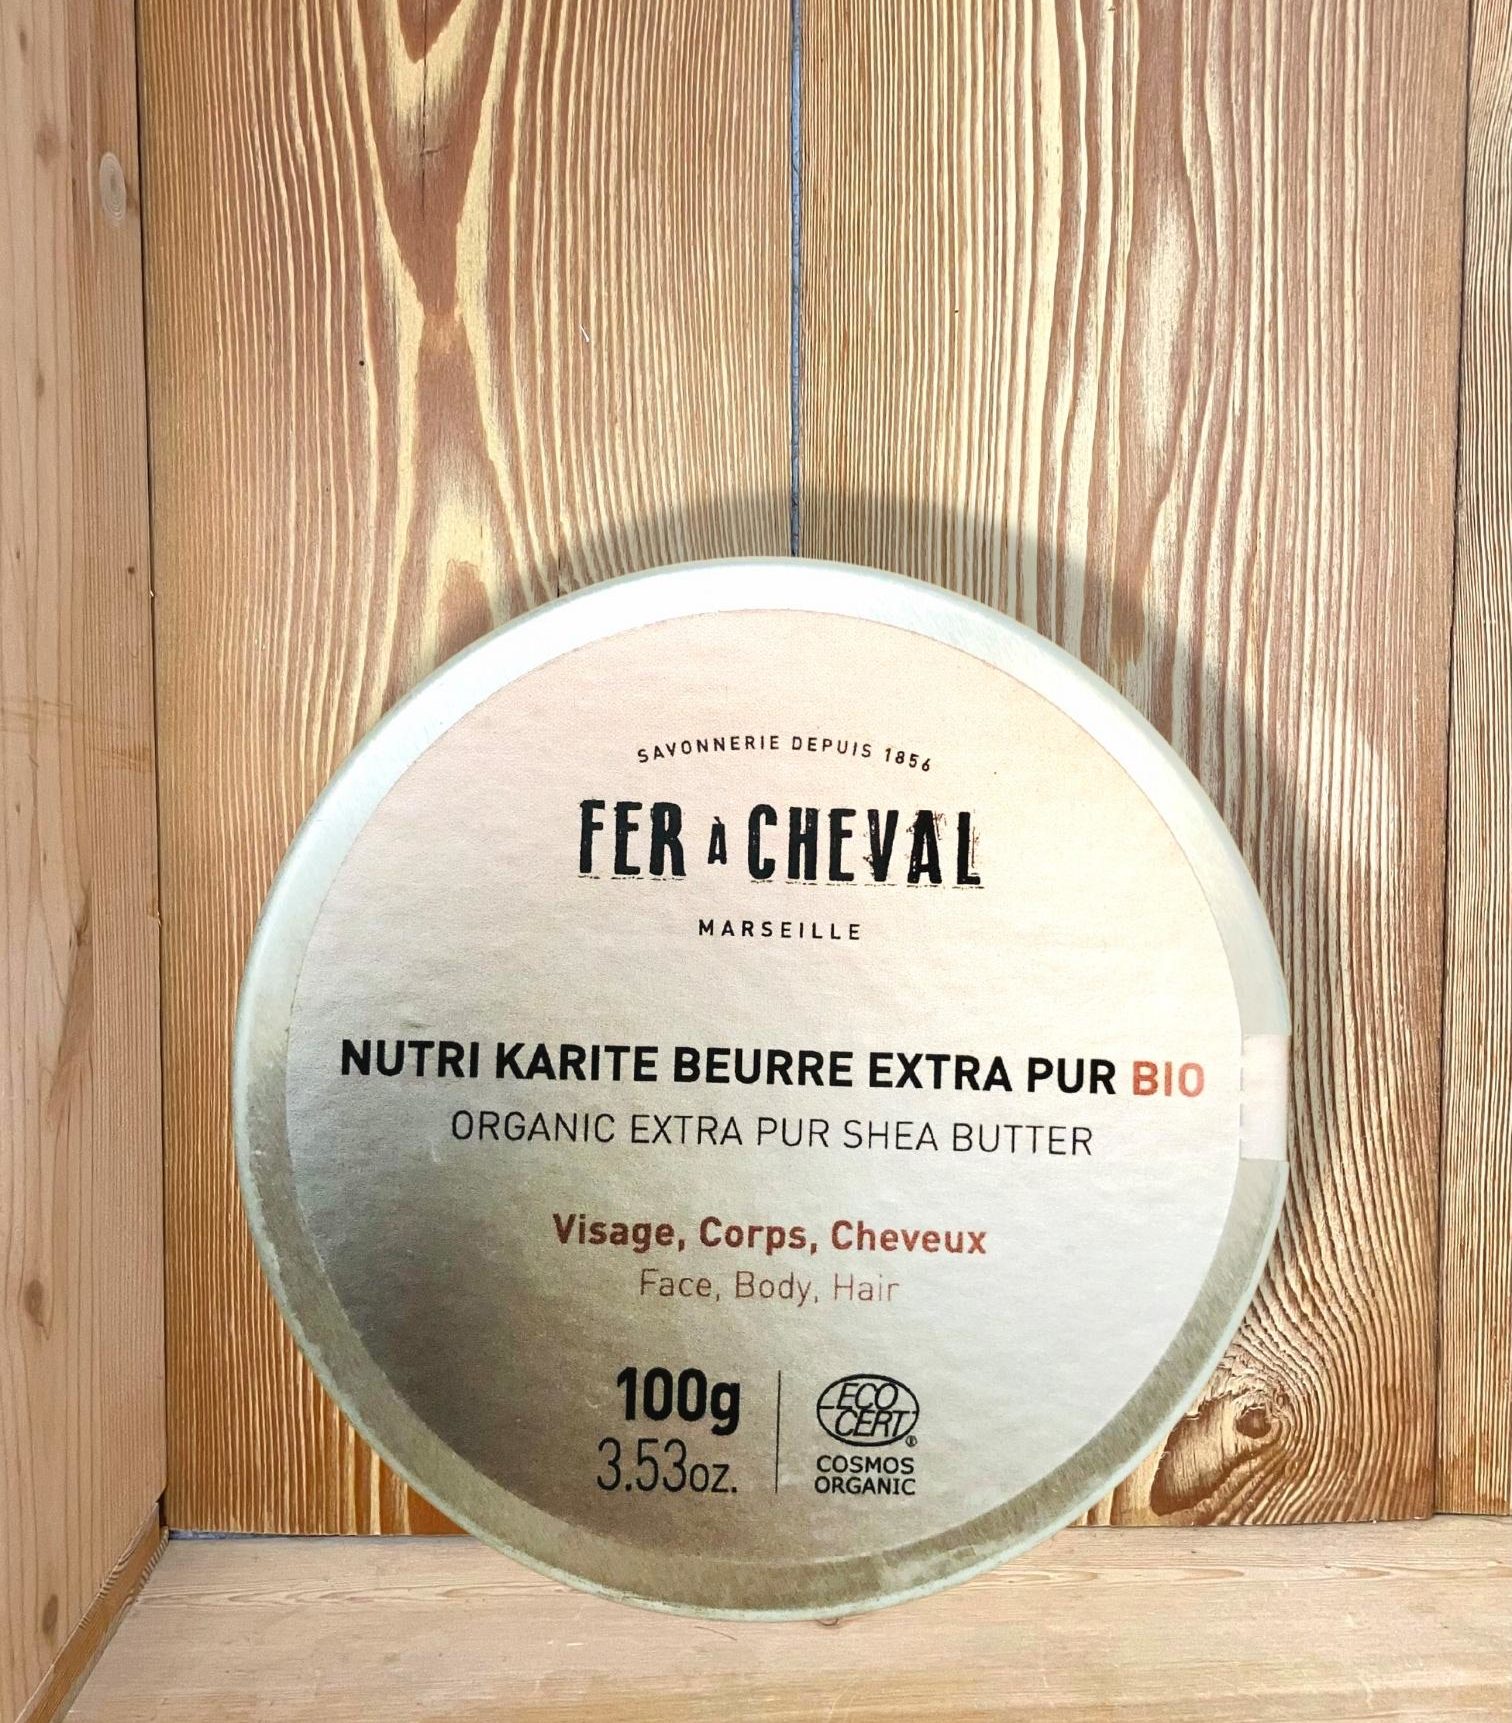 SAVONNERIE DEPUIS 1856
FER À CHEVAL
MARSEILLE
NUTRI KARITE BEURRE EXTRA PUR BIO
ORGANIC EXTRA PUR SHEA BUTTER
Visage, Corps, Cheveux
Face, Body, Hair
100g
3.53oz.
ECO
CERT®
COSMOS
ORGANIC